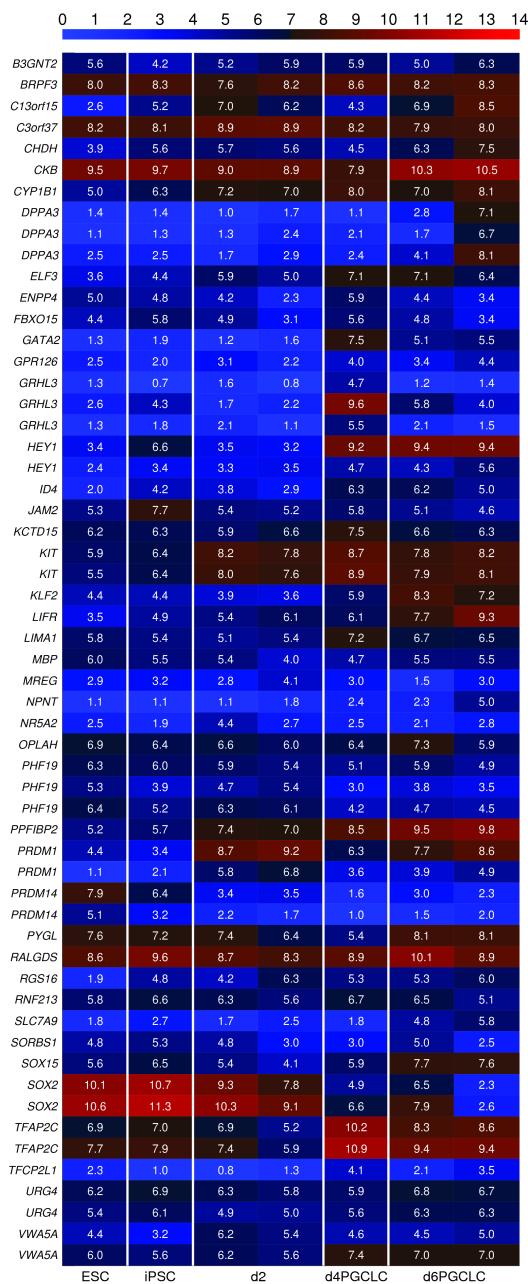 0 2 4 6 8 10 12 14
B3GNT2 5.6 4.2 5.2 5.9 5.9 5.0 6.3
BRPF3 8.0 8.3 7.6 8.2 8.6 8.2 8.3
C13orf15 2.6 5.2 7.0 6.2 4.3 6.9 8.5
C3orf37 8.2 8.1 8.9 8.9 8.2 7.9 8.0
CHDH 3.9 5.6 5.7 5.6 4.5 6.3 7.5
CKB 9.5 9.7 9.0 8.9 7.9 10.3 10.5
CYP1B1 5.0 6.3 7.2 7.0 8.0 7.0 8.1
DPPA3 1.4 1.4 1.0 1.7 1.1 2.8 7.1
DPPA3 1.1 1.3 1.3 2.4 2.1 1.7 6.7
DPPA3 2.5 2.5 1.7 2.9 2.4 4.1 8.1
ELF3 3.6 4.4 5.9 5.0 7.1 7.1 6.4
ENPP4 5.0 4.8 4.2 2.3 5.9 4.4 3.4
FBXO15 4.4 5.8 4.9 3.1 5.6 4.8 3.4
GATA2 1.3 1.9 1.2 1.6 7.5 5.1 5.5
GPR126 2.5 2.0 3.1 2.2 4.0 3.4 4.4
GRHL3 1.3 0.7 1.6 0.8 4.7 1.2 1.4
GRHL3 2.6 4.3 1.7 2.2 9.6 5.8 4.0
GRHL3 1.3 1.8 2.1 1.1 5.5 2.1 1.5
HEY1 3.4 6.6 3.5 3.2 9.2 9.4 9.4
HEY1 2.4 3.4 3.3 3.5 4.7 4.3 5.6
ID4 2.0 4.2 3.8 2.9 6.3 6.2 5.0
JAM2 5.3 7.7 5.4 5.2 5.8 5.1 4.6
KCTD15 6.2 6.3 5.9 6.6 7.5 6.6 6.3
KIT 5.9 6.4 8.2 7.8 8.7 7.8 8.2
KIT 5.5 6.4 8.0 7.6 8.9 7.9 8.1
KLF2 4.4 4.4 3.9 3.6 5.9 8.3 7.2
LIFR 3.5 4.9 5.4 6.1 6.1 7.7 9.3
LIMA1 5.8 5.4 5.1 5.4 7.2 6.7 6.5
MBP 6.0 5.5 5.4 4.0 4.7 5.5 5.5
MREG 2.9 3.2 2.8 4.1 3.0 1.5 3.0
NPNT 1.1 1.1 1.1 1.8 2.4 2.3 5.0
NR5A2 2.5 1.9 4.4 2.7 2.5 2.1 2.8
OPLAH 6.9 6.4 6.6 6.0 6.4 7.3 5.9
PHF19 6.3 6.0 5.9 5.4 5.1 5.9 4.9
PHF19 5.3 3.9 4.7 5.4 3.0 3.8 3.5
PHF19 6.4 5.2 6.3 6.1 4.2 4.7 4.5
PPFIBP2 5.2 5.7 7.4 7.0 8.5 9.5 9.8
PRDM1 4.4 3.4 8.7 9.2 6.3 7.7 8.6
PRDM1 1.1 2.1 5.8 6.8 3.6 3.9 4.9
PRDM14 7.9 6.4 3.4 3.5 1.6 3.0 2.3
PRDM14 5.1 3.2 2.2 1.7 1.0 1.5 2.0
PYGL 7.6 7.2 7.4 6.4 5.4 8.1 8.1
RALGDS 8.6 9.6 8.7 8.3 8.9 10.1 8.9
RGS16 1.9 4.8 4.2 6.3 5.3 5.3 6.0
RNF213 5.8 6.6 6.3 5.6 6.7 6.5 5.1
SLC7A9 1.8 2.7 1.7 2.5 1.8 4.8 5.8
SORBS1 4.8 5.3 4.8 3.0 3.0 5.0 2.5
SOX15 5.6 6.5 5.4 4.1 5.9 7.7 7.6
SOX2 10.1 10.7 9.3 7.8 4.9 6.5 2.3
SOX2 10.6 11.3 10.3 9.1 6.6 7.9 2.6
TFAP2C 6.9 7.0 6.9 5.2 10.2 8.3 8.6
TFAP2C 7.7 7.9 7.4 5.9 10.9 9.4 9.4
TFCP2L1 2.3 1.0 0.8 1.3 4.1 2.1 3.5
URG4 6.2 6.9 6.3 5.8 5.9 6.8 6.7
URG4 5.4 6.1 4.9 5.0 5.6 6.3 6.3
VWA5A 4.4 3.2 6.2 5.4 4.6 4.5 5.0
VWA5A 6.0 5.6 6.2 5.6 7.4 7.0 7.0
ESC iPSC d2 d4PGCLC d6PGCLC